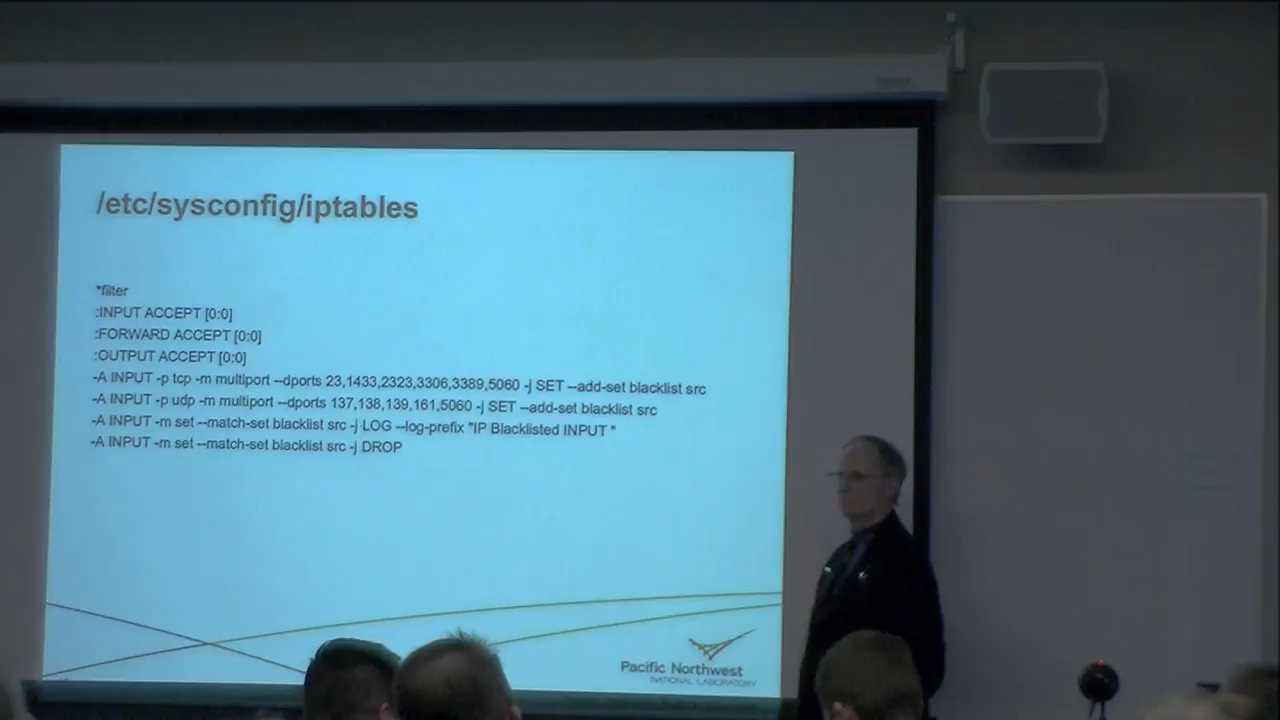 /etc/sysconfig/iptables
*filter
:INPUT ACCEPT [0:0]
:FORWARD ACCEPT [0:0]
:OUTPUT ACCEPT [0:0]
-A INPUT -p tcp -m multiport --dports 23,1433,2323,3306,3389,5060 -j SET --add-set blacklist src
-A INPUT -p udp -m multiport --dports 137,138,139,161,5060 -j SET --add-set blacklist src
-A INPUT -m set --match-set blacklist src -j LOG --log-prefix "IP Blacklisted INPUT "
-A INPUT -m set --match-set blacklist src -j DROP
Pacific Northwest
NATIONAL LABORATORY